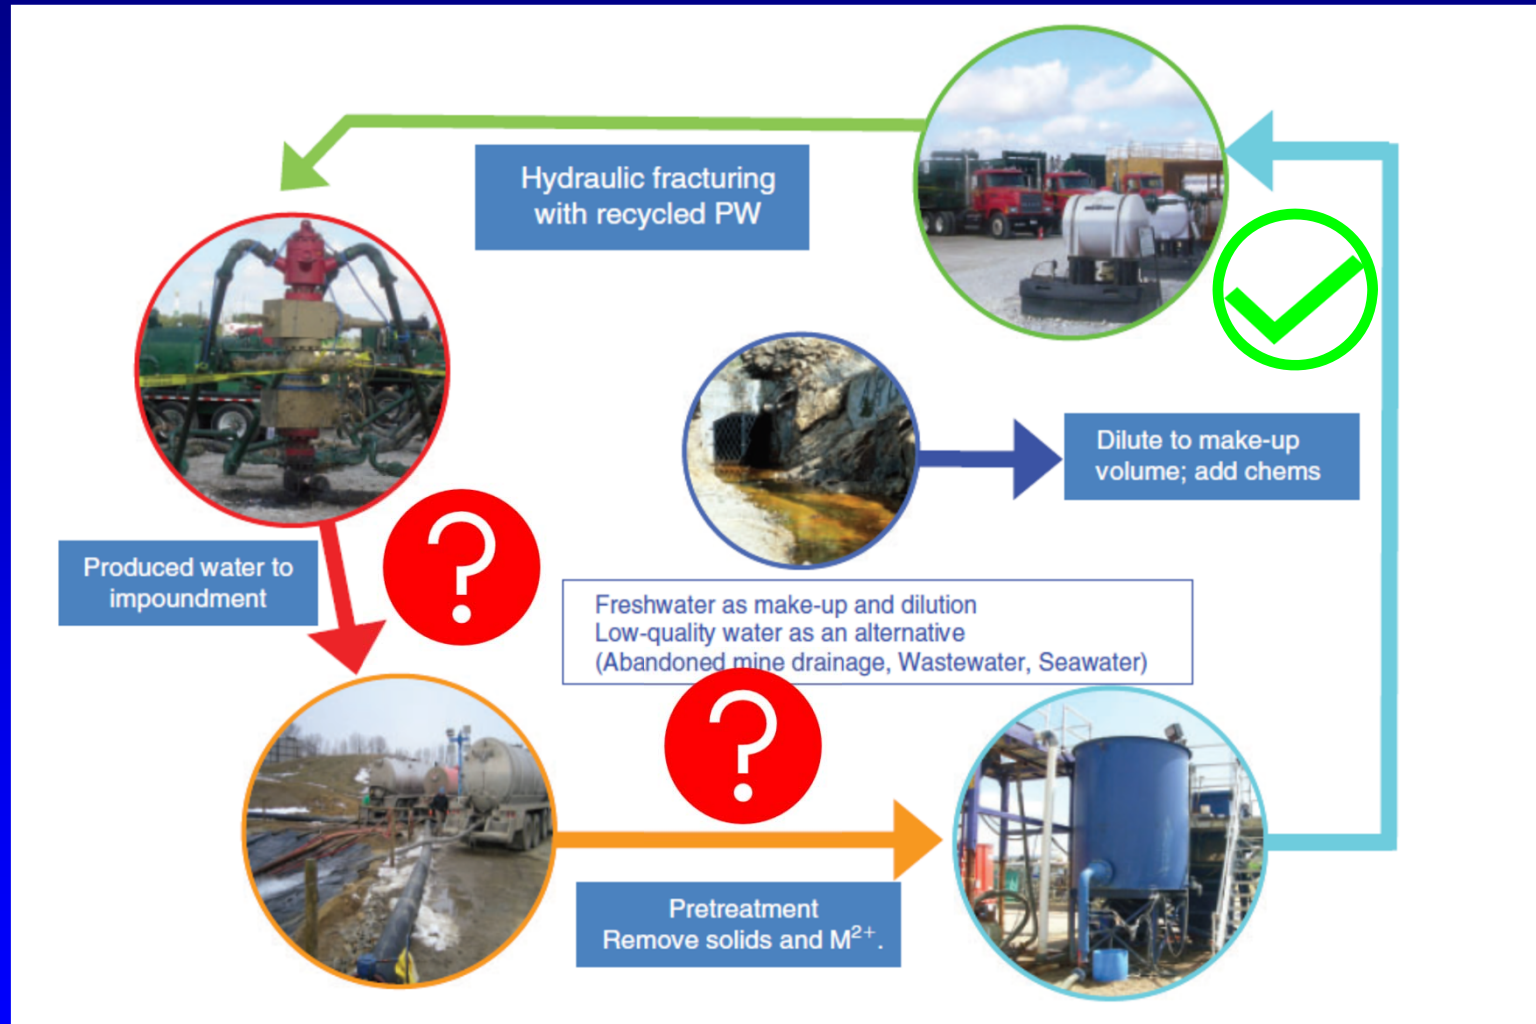 Hydraulic fracturing
with recycled PW
Dilute to make-up
volume; add chems
Produced water to
impoundment
?
Freshwater as make-up and dilution
Low-quality water as an alternative
(Abandoned mine drainage, Wastewater, Seawater)
?
Pretreatment
Remove solids and M²⁺.